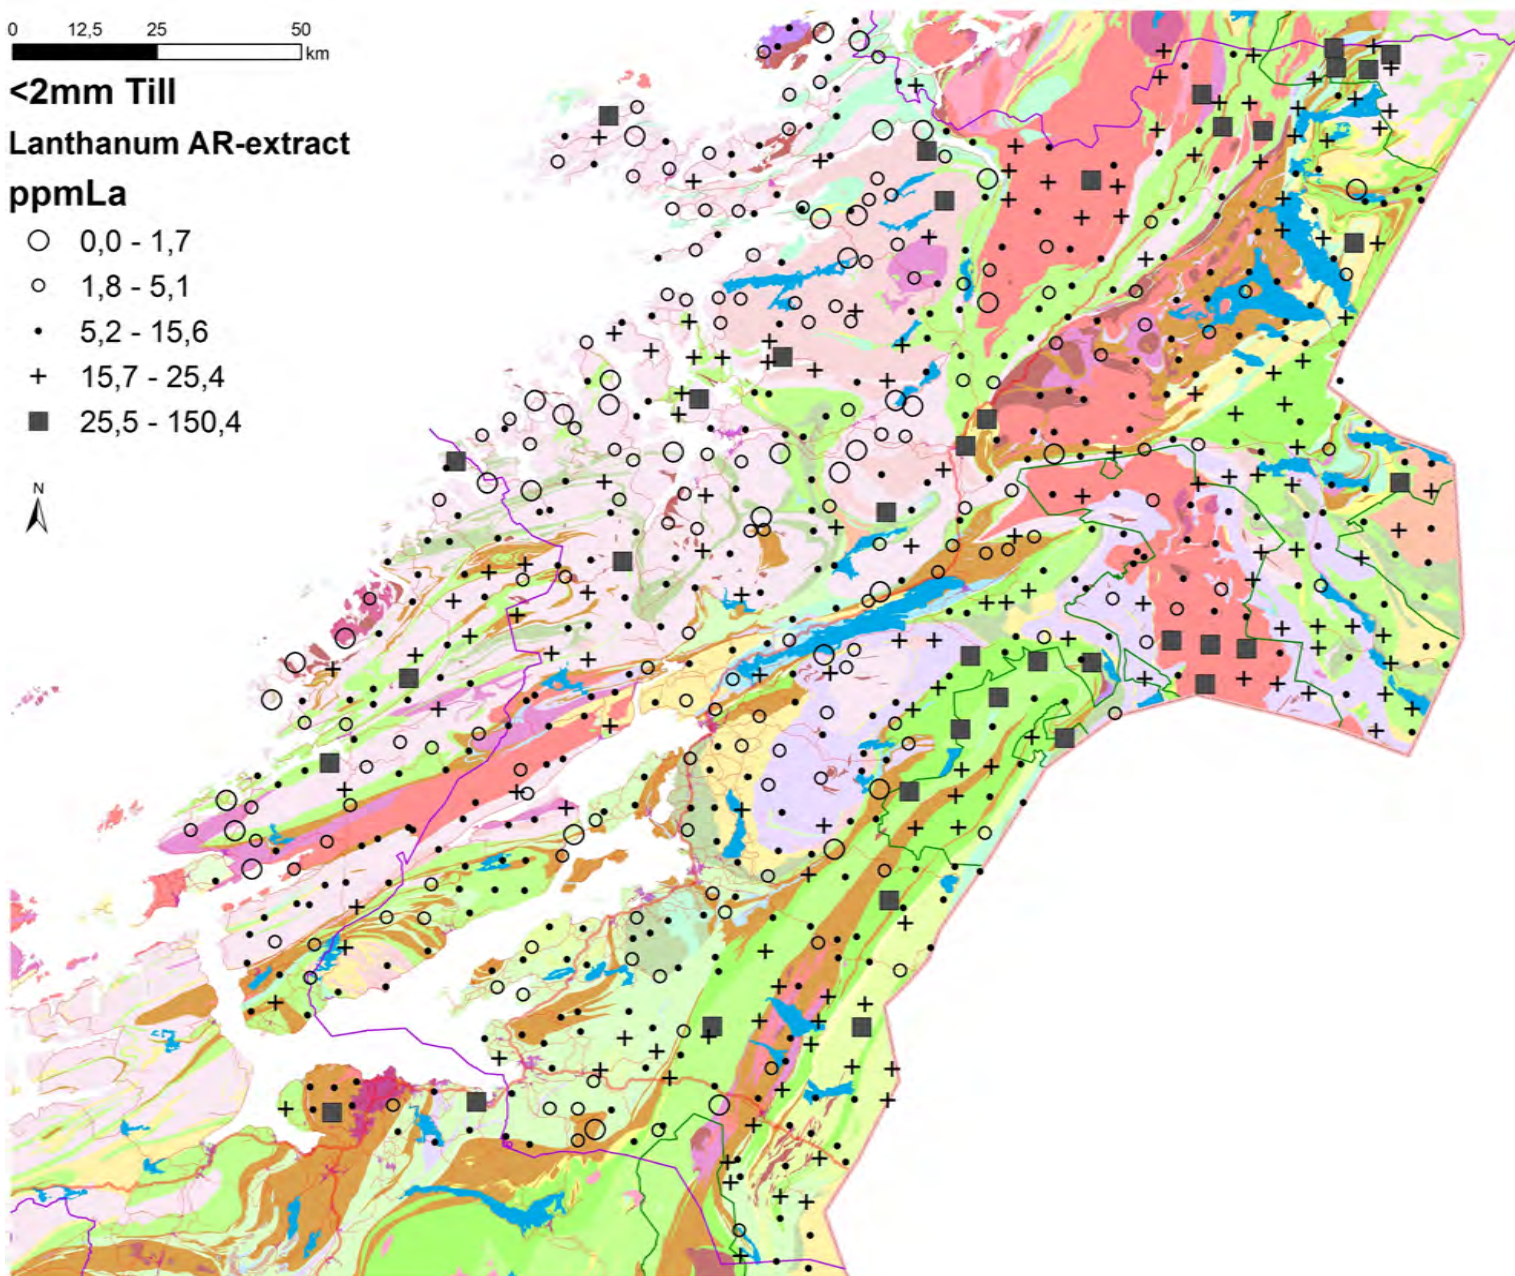 0 12,5 25 50
km
<2mm Till
Lanthanum AR-extract
ppmLa
0,0 - 1,7
1,8 - 5,1
5,2 - 15,6
15,7 - 25,4
25,5 - 150,4
N